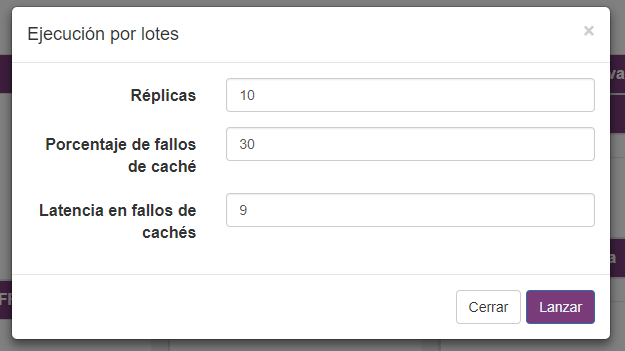 Ejecución por lotes
×
Réplicas
10
Porcentaje de fallos
de caché
30
Latencia en fallos de
cachés
9
Cerrar
Lanzar